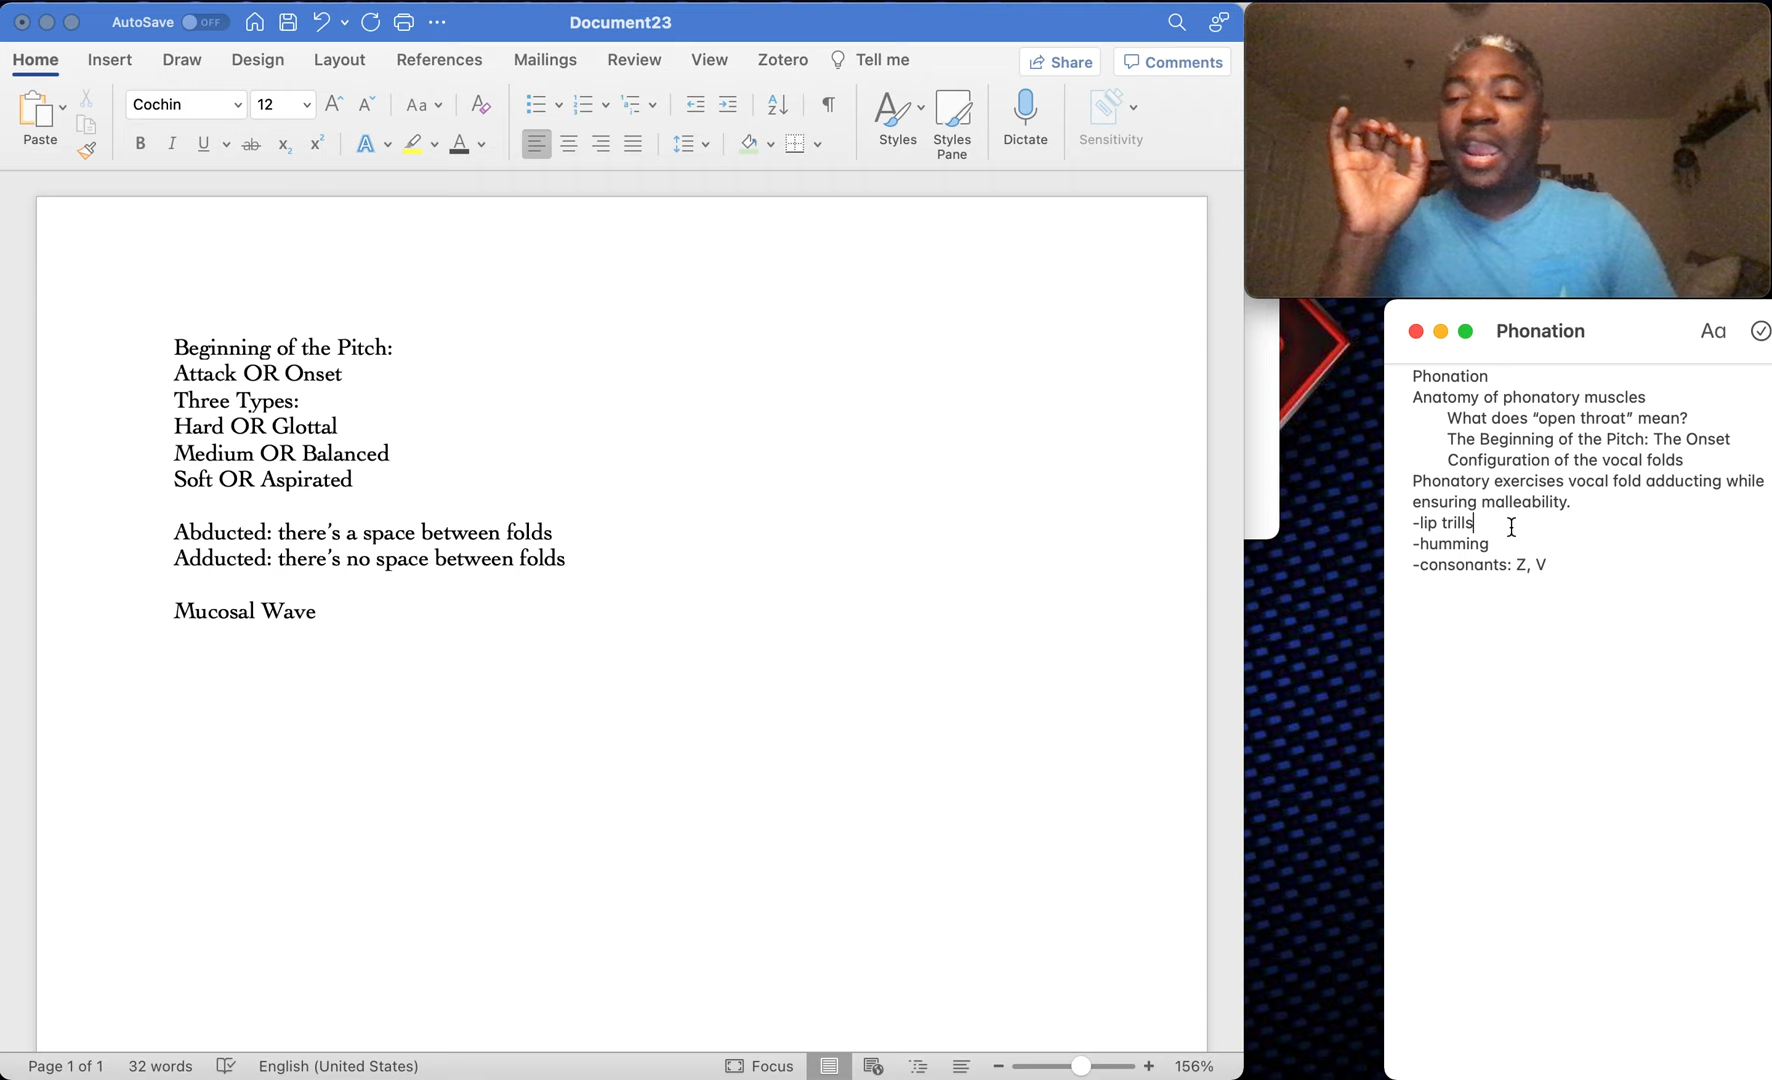 AutoSave OFF
Document23
Home Insert Draw Design Layout References Mailings Review View Zotero Tell me
Share Comments
Paste
Cochin 12
Aa
A
Z
B I U ab x2 x2 A A
Styles
Styles Pane
Dictate
Sensitivity
Beginning of the Pitch:
Attack OR Onset
Three Types:
Hard OR Glottal
Medium OR Balanced
Soft OR Aspirated
Abducted: there’s a space between folds
Adducted: there’s no space between folds
Mucosal Wave
Page 1 of 1 32 words English (United States) Focus 156%
Phonation Aa
Phonation
Anatomy of phonatory muscles
What does “open throat” mean?
The Beginning of the Pitch: The Onset
Configuration of the vocal folds
Phonatory exercises vocal fold adducting while
ensuring malleability.
-lip trills
-humming
-consonants: Z, V